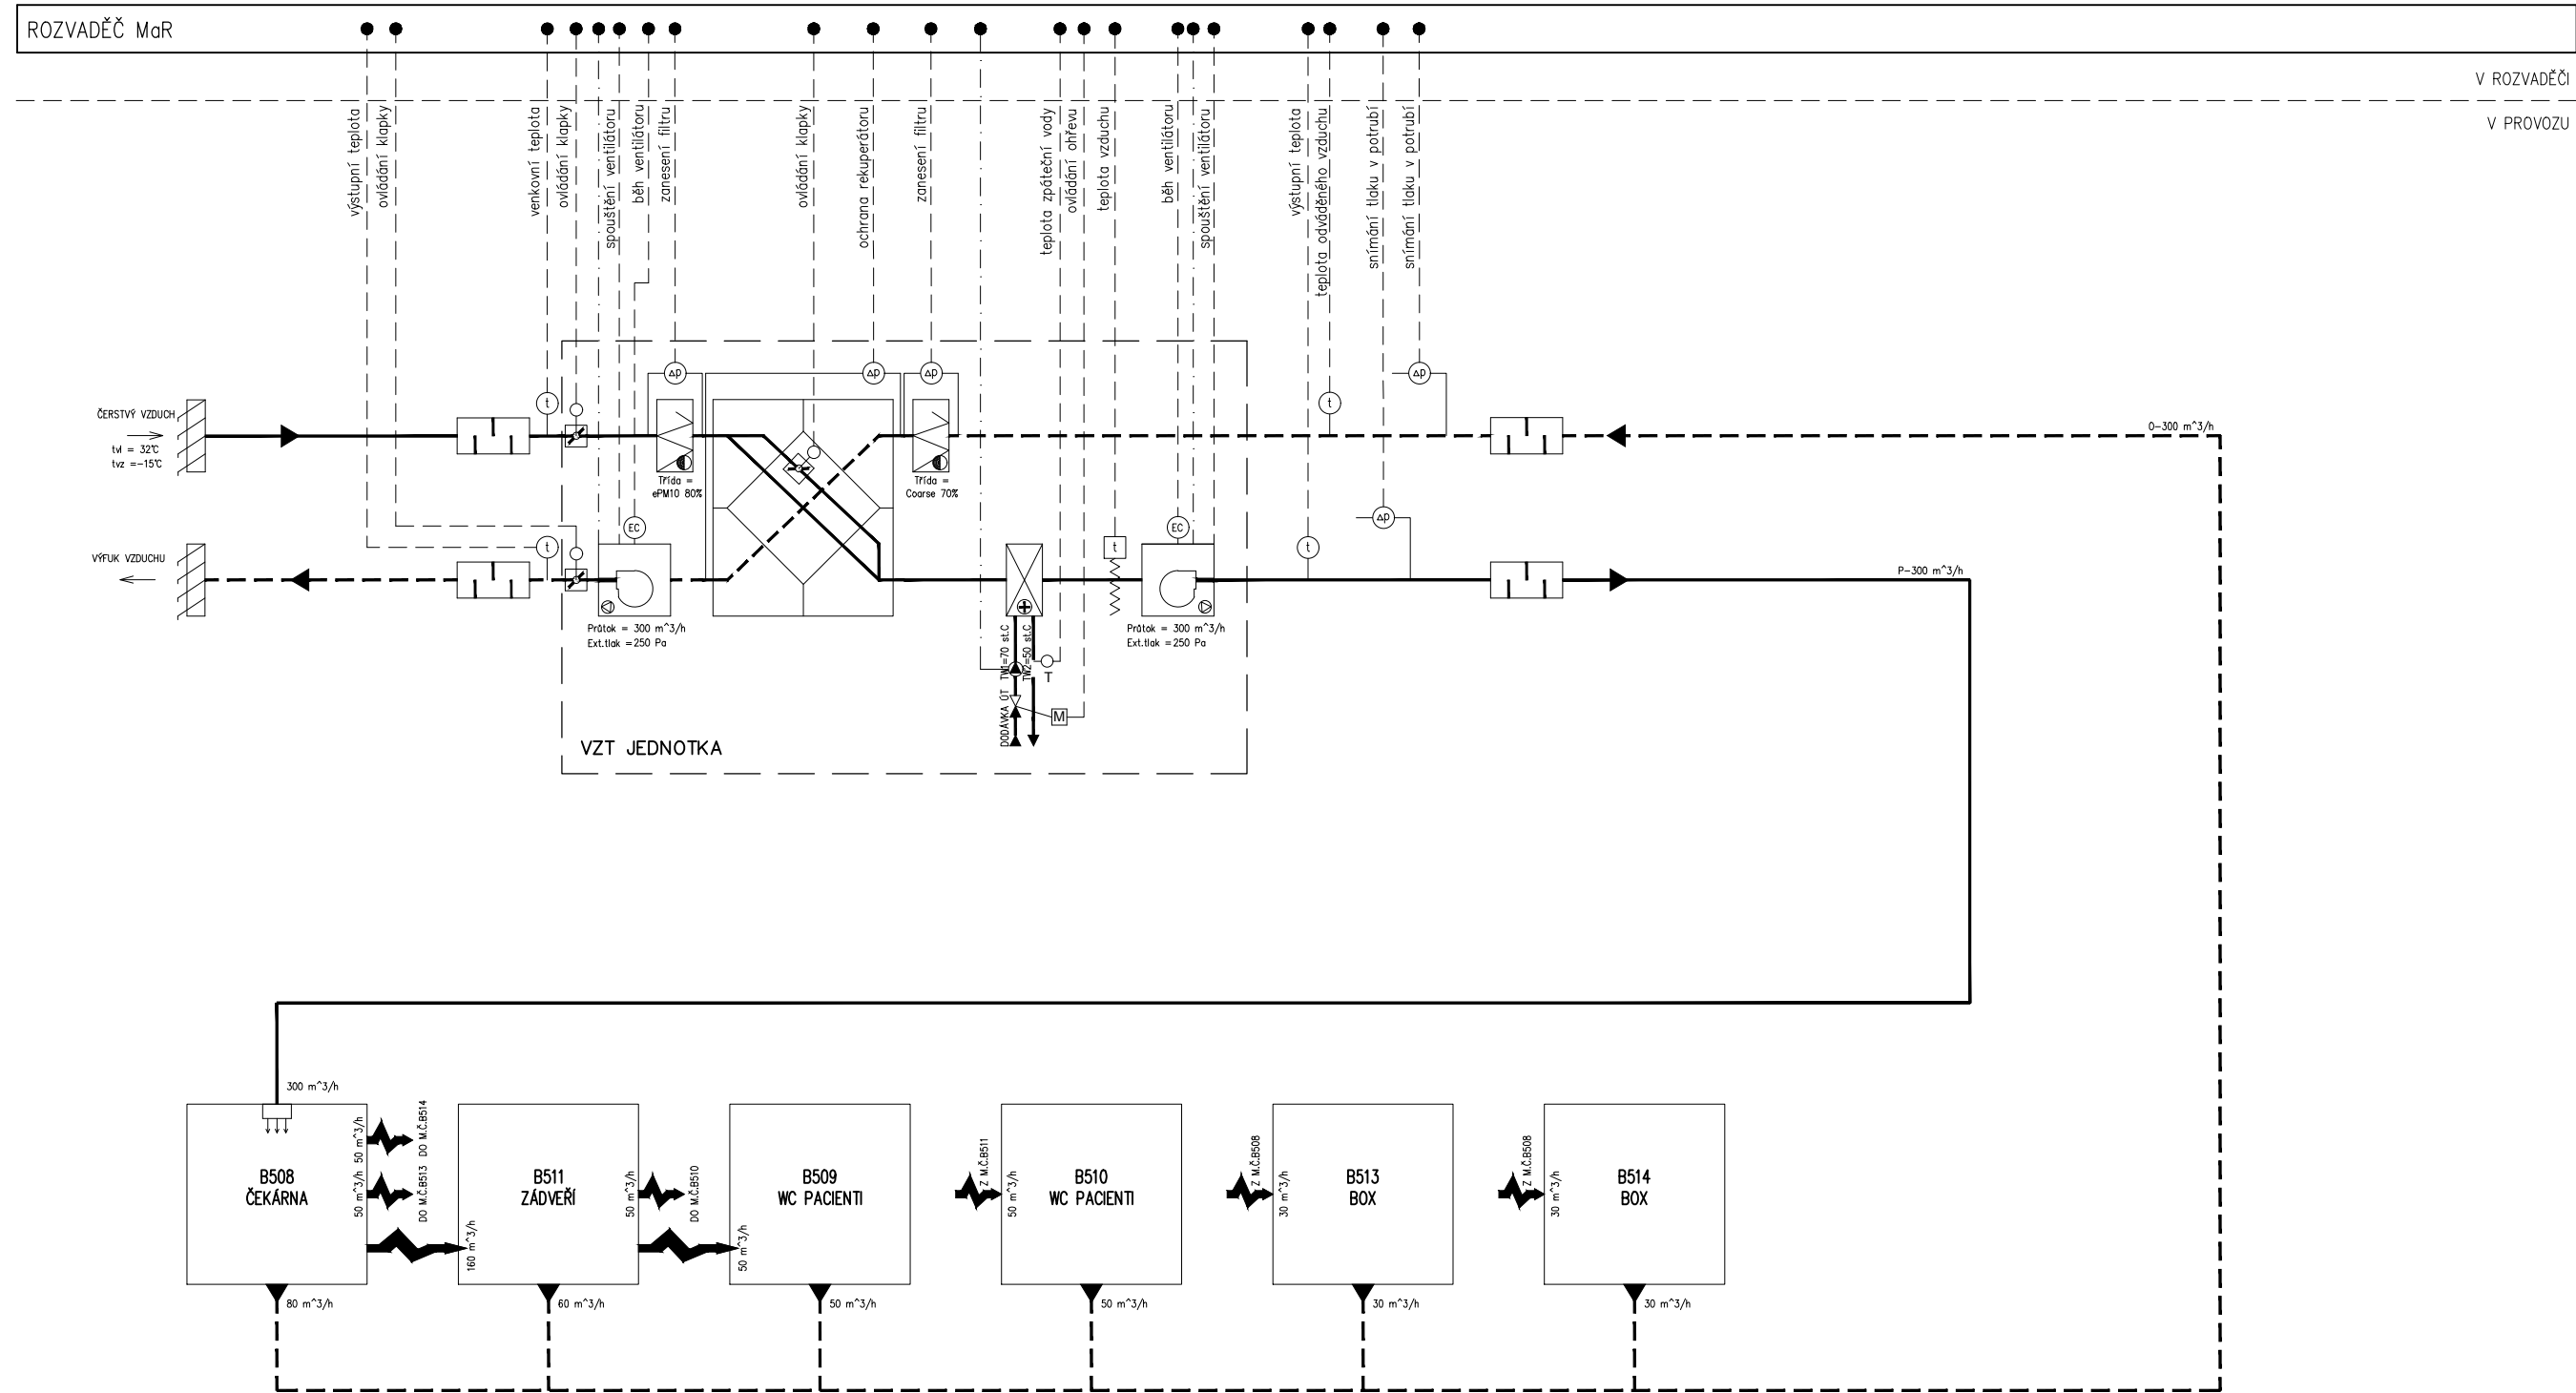 ROZVADĚČ MaR
V ROZVADĚČI
V PROVOZU
výstupní teplota
ovládání klapky
venkovní teplota
ovládání klapky
spouštění ventilátoru
běh ventilátoru
zanesení filtru
ovládání klapky
ochrana rekuperátoru
zanesení filtru
teplota zpáteční vody
ovládání ohřevu
teplota vzduchu
běh ventilátoru
spouštění ventilátoru
výstupní teplota
teplota odváděného vzduchu
snímání tlaku v potrubí
snímání tlaku v potrubí
Δp
Δp
Δp
Δp
t
t
ČERSTVÝ VZDUCH
tvl = 32°C
tvz =-15°C
O-300 m^3/h
Třída =
ePM10 80%
Třída =
Coarse 70%
Δp
EC
EC
t
t
t
VÝFUK VZDUCHU
P-300 m^3/h
Průtok = 300 m^3/h
Ext.tlak =250 Pa
Průtok = 300 m^3/h
Ext.tlak =250 Pa
DODÁVKA ÚT TW1=70 st.C
TW2=50 st.C
T
M
VZT JEDNOTKA
300 m^3/h
50 m^3/h
DO M.Č.B514
50 m^3/h
DO M.Č.B513
B508
ČEKÁRNA
160 m^3/h
80 m^3/h
B511
ZÁDVEŘÍ
50 m^3/h
DO M.Č.B510
60 m^3/h
50 m^3/h
B509
WC PACIENTI
50 m^3/h
Z M.Č.B511
50 m^3/h
B510
WC PACIENTI
50 m^3/h
Z M.Č.B508
30 m^3/h
B513
BOX
30 m^3/h
Z M.Č.B508
30 m^3/h
B514
BOX
30 m^3/h